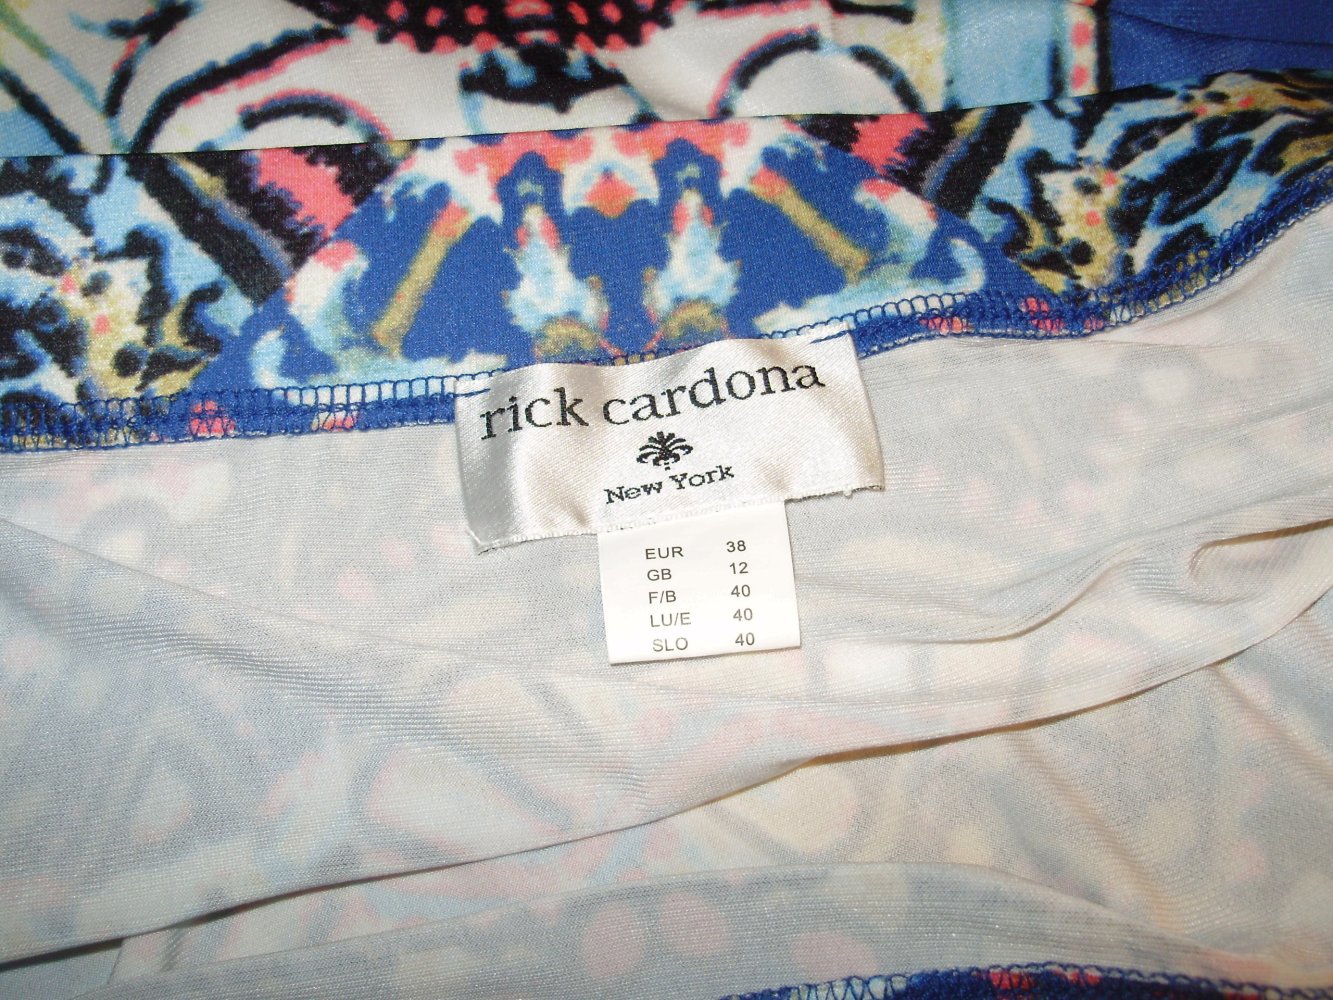 rick cardona
New York
EUR 38
GB 12
F/B 40
LU/E 40
SLO 40